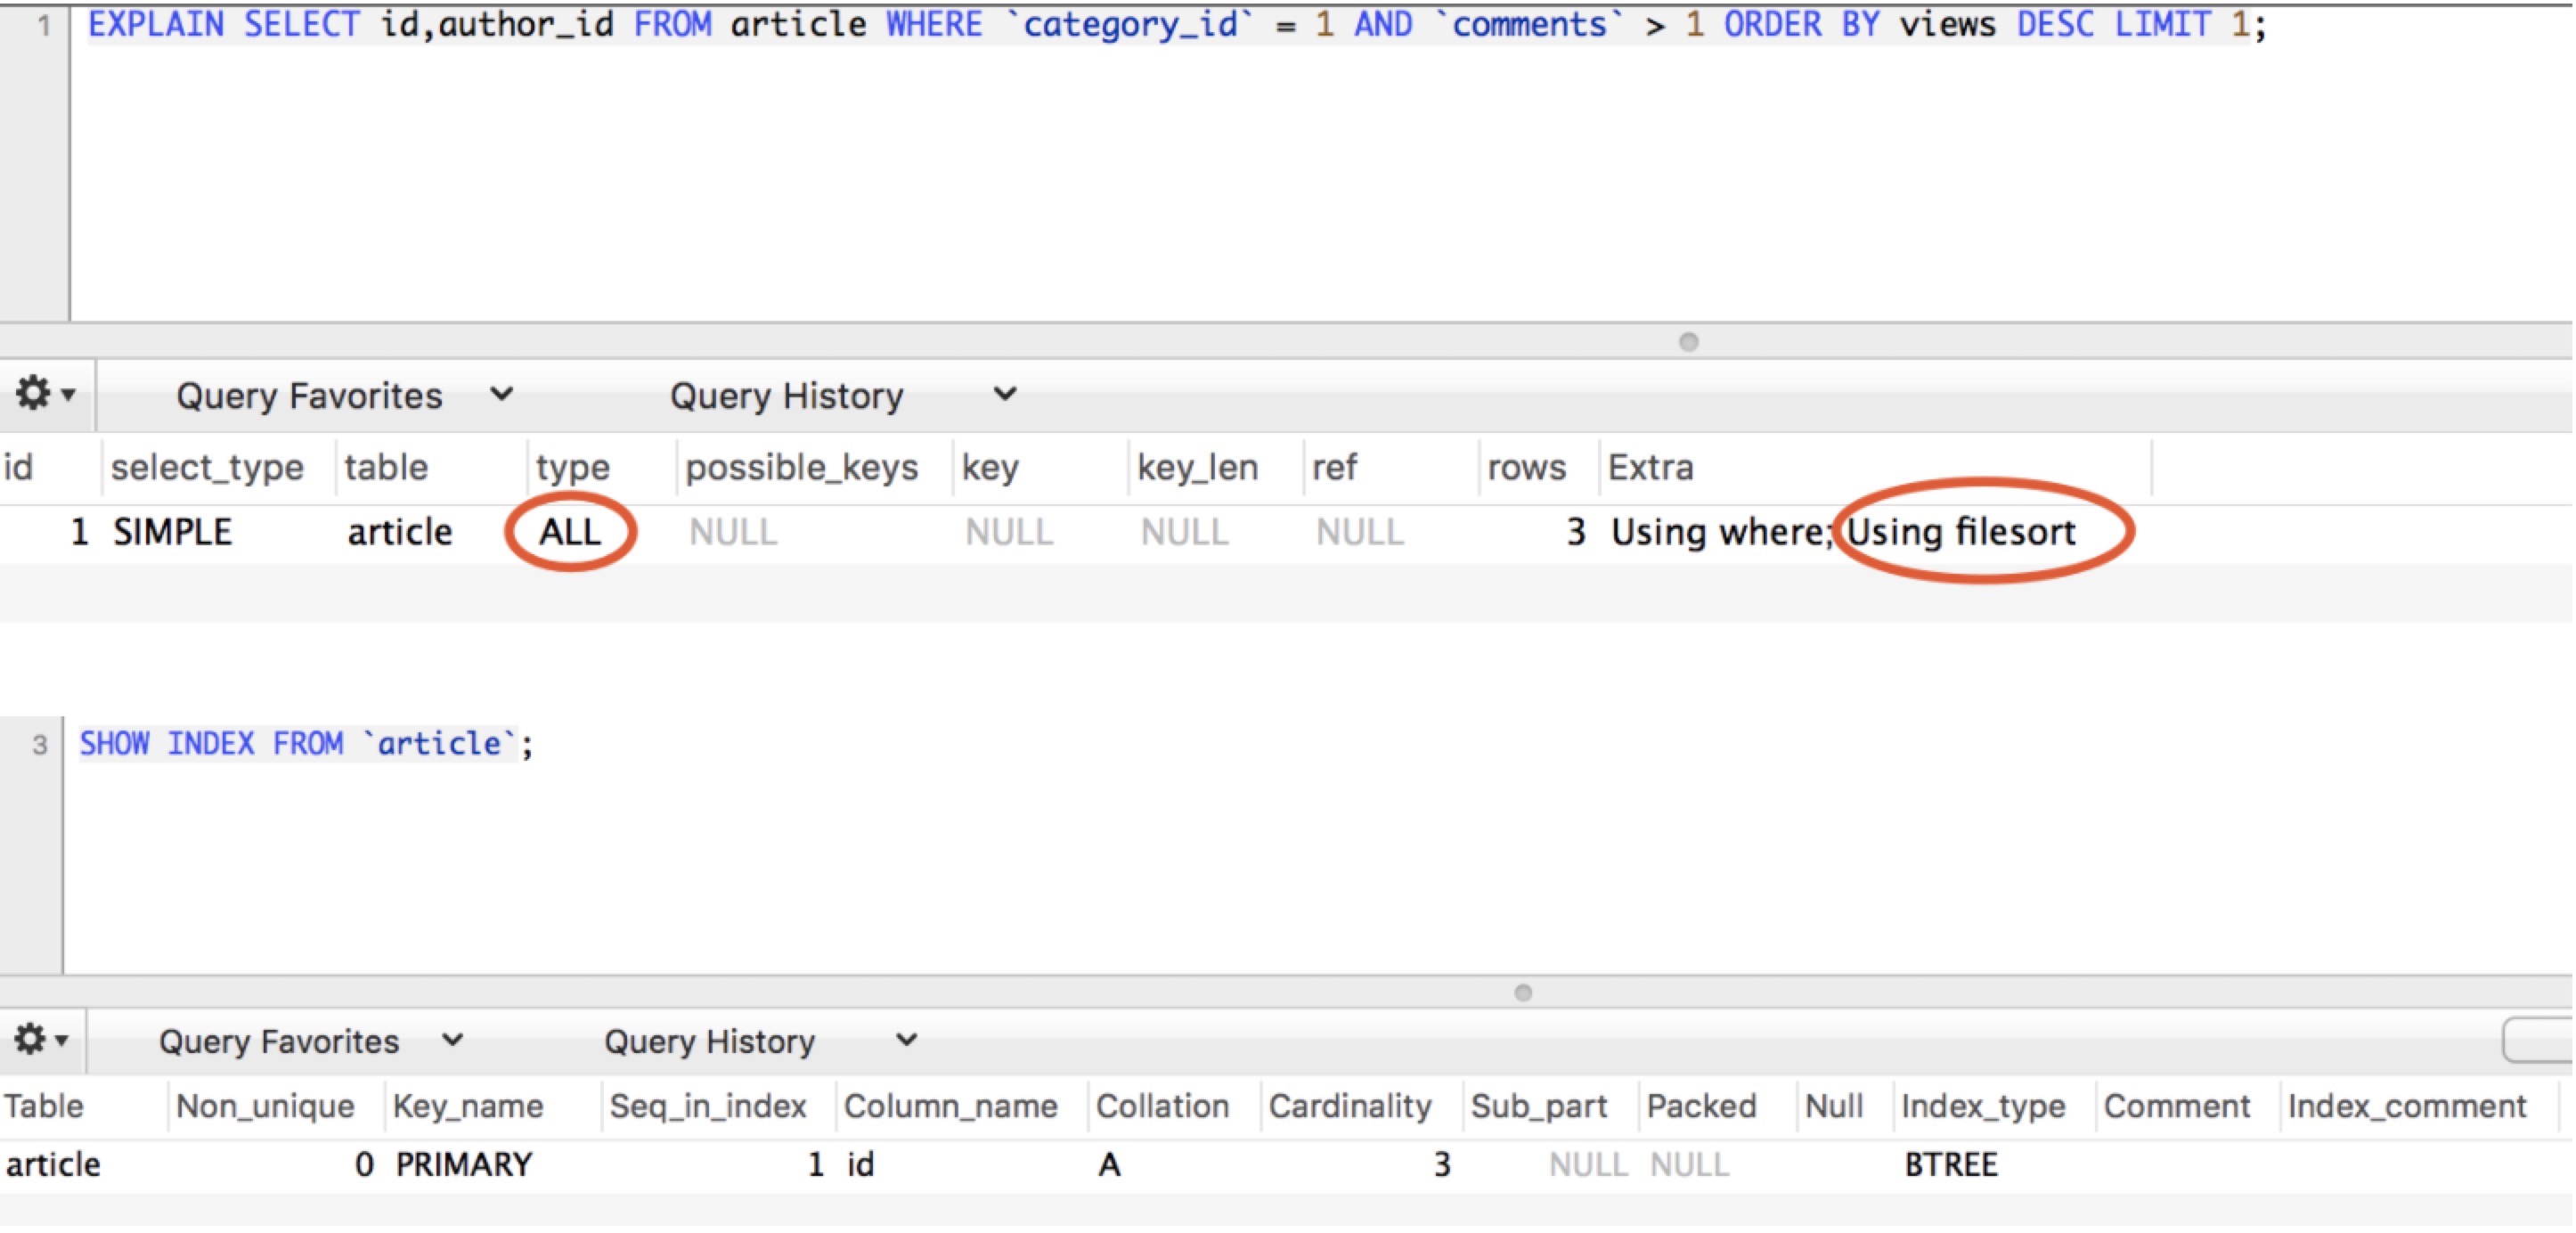 1 EXPLAIN SELECT id,author_id FROM article WHERE `category_id` = 1 AND `comments` > 1 ORDER BY views DESC LIMIT 1;
Query Favorites Query History
id select_type table type possible_keys key key_len ref rows Extra
1 SIMPLE article ALL NULL NULL NULL NULL 3 Using where; Using filesort
3 SHOW INDEX FROM `article`;
Query Favorites Query History
Table Non_unique Key_name Seq_in_index Column_name Collation Cardinality Sub_part Packed Null Index_type Comment Index_comment
article 0 PRIMARY 1 id A 3 NULL NULL BTREE